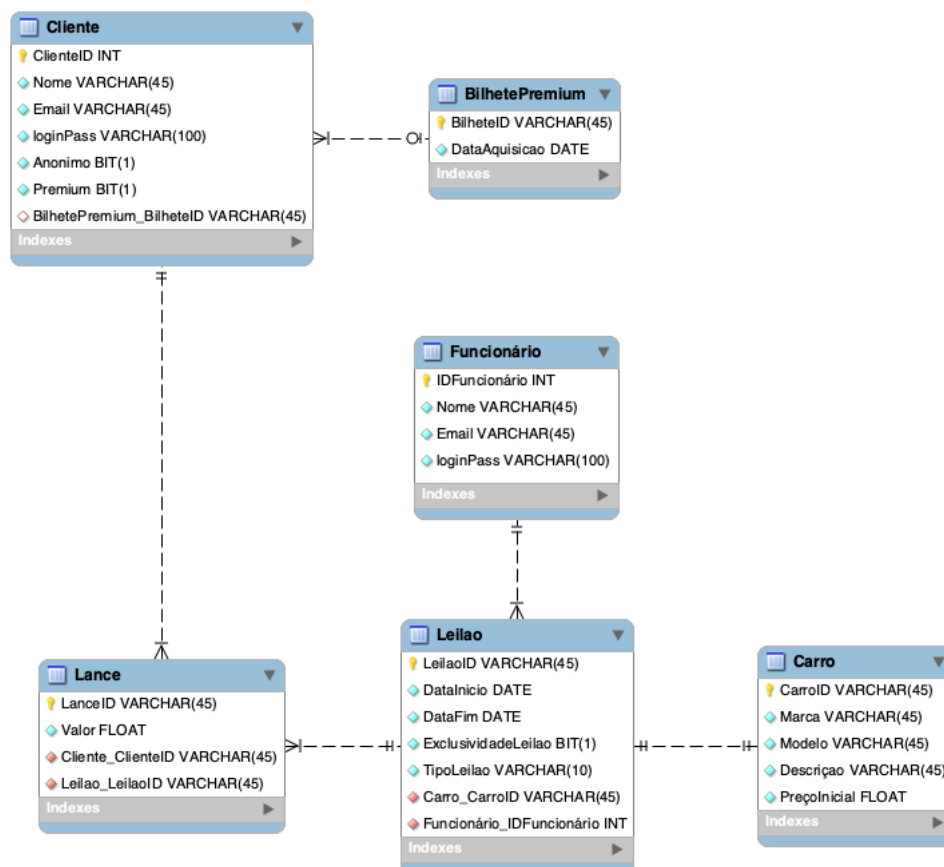 Cliente
ClienteID INT
Nome VARCHAR(45)
Email VARCHAR(45)
loginPass VARCHAR(100)
Anonimo BIT(1)
Premium BIT(1)
BilhetePremium_BilheteID VARCHAR(45)
Indexes
BilhetePremium
BilheteID VARCHAR(45)
DataAquisicao DATE
Indexes
Funcionário
IDFuncionário INT
Nome VARCHAR(45)
Email VARCHAR(45)
loginPass VARCHAR(100)
Indexes
Lance
LanceID VARCHAR(45)
Valor FLOAT
Cliente_ClienteID VARCHAR(45)
Leilao_LeilaoID VARCHAR(45)
Indexes
Leilao
LeilaoID VARCHAR(45)
DataInicio DATE
DataFim DATE
ExclusividadeLeilao BIT(1)
TipoLeilao VARCHAR(10)
Carro_CarroID VARCHAR(45)
Funcionário_IDFuncionário INT
Indexes
Carro
CarroID VARCHAR(45)
Marca VARCHAR(45)
Modelo VARCHAR(45)
Descriçao VARCHAR(45)
PreçoInicial FLOAT
Indexes